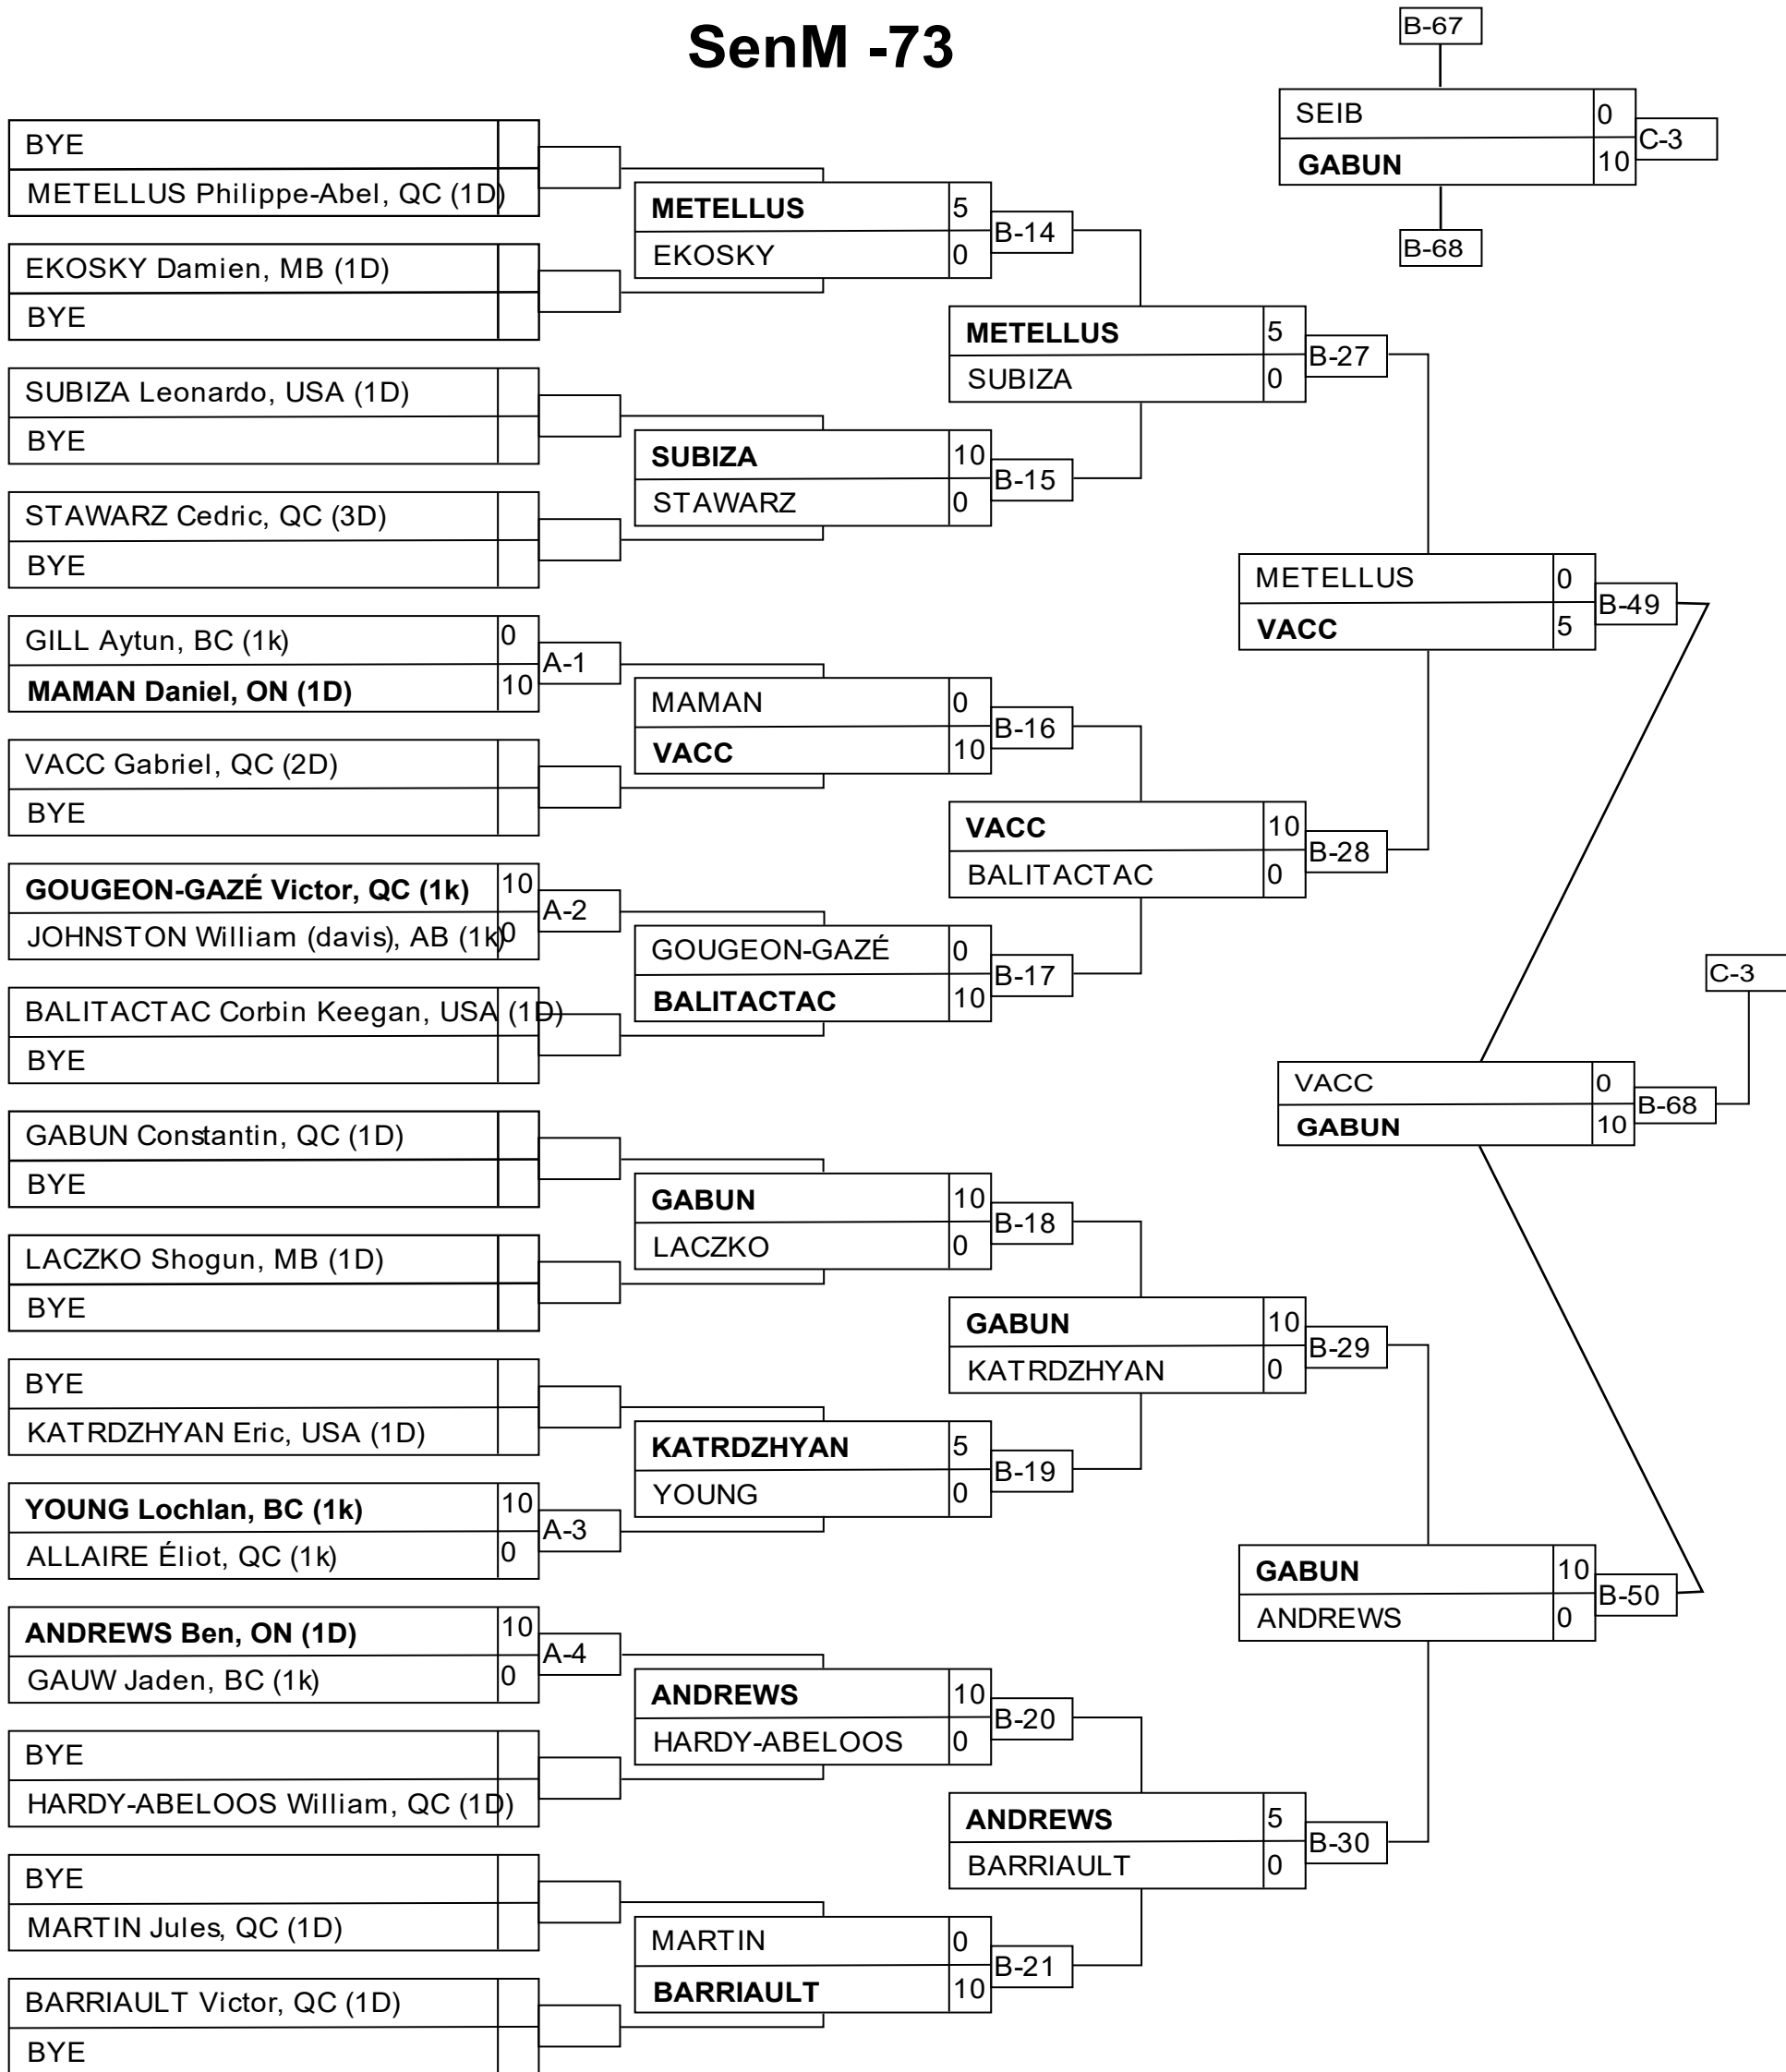 SenM -73
B-67
SEIB 0
GABUN 10
C-3
B-68
BYE
METELLUS Philippe-Abel, QC (1D)
EKOSKY Damien, MB (1D)
BYE
SUBIZA Leonardo, USA (1D)
BYE
STAWARZ Cedric, QC (3D)
BYE
GILL Aytun, BC (1k) 0
MAMAN Daniel, ON (1D) 10
A-1
VACC Gabriel, QC (2D)
BYE
GOUGEON-GAZÉ Victor, QC (1k) 10
JOHNSTON William (davis), AB (1k) 0
A-2
BALITACTAC Corbin Keegan, USA (1D)
BYE
GABUN Constantin, QC (1D)
BYE
LACZKO Shogun, MB (1D)
BYE
BYE
KATRDZHYAN Eric, USA (1D)
YOUNG Lochlan, BC (1k) 10
ALLAIRE Éliot, QC (1k) 0
A-3
ANDREWS Ben, ON (1D) 10
GAUW Jaden, BC (1k) 0
A-4
BYE
HARDY-ABELOOS William, QC (1D)
BYE
MARTIN Jules, QC (1D)
BARRIAULT Victor, QC (1D)
BYE
METELLUS 5
EKOSKY 0
B-14
SUBIZA 10
STAWARZ 0
B-15
MAMAN 0
VACC 10
B-16
GOUGEON-GAZÉ 0
BALITACTAC 10
B-17
GABUN 10
LACZKO 0
B-18
KATRDZHYAN 5
YOUNG 0
B-19
ANDREWS 10
HARDY-ABELOOS 0
B-20
MARTIN 0
BARRIAULT 10
B-21
METELLUS 5
SUBIZA 0
B-27
VACC 10
BALITACTAC 0
B-28
GABUN 10
KATRDZHYAN 0
B-29
ANDREWS 5
BARRIAULT 0
B-30
METELLUS 0
VACC 5
B-49
GABUN 10
ANDREWS 0
B-50
C-3
VACC 0
GABUN 10
B-68